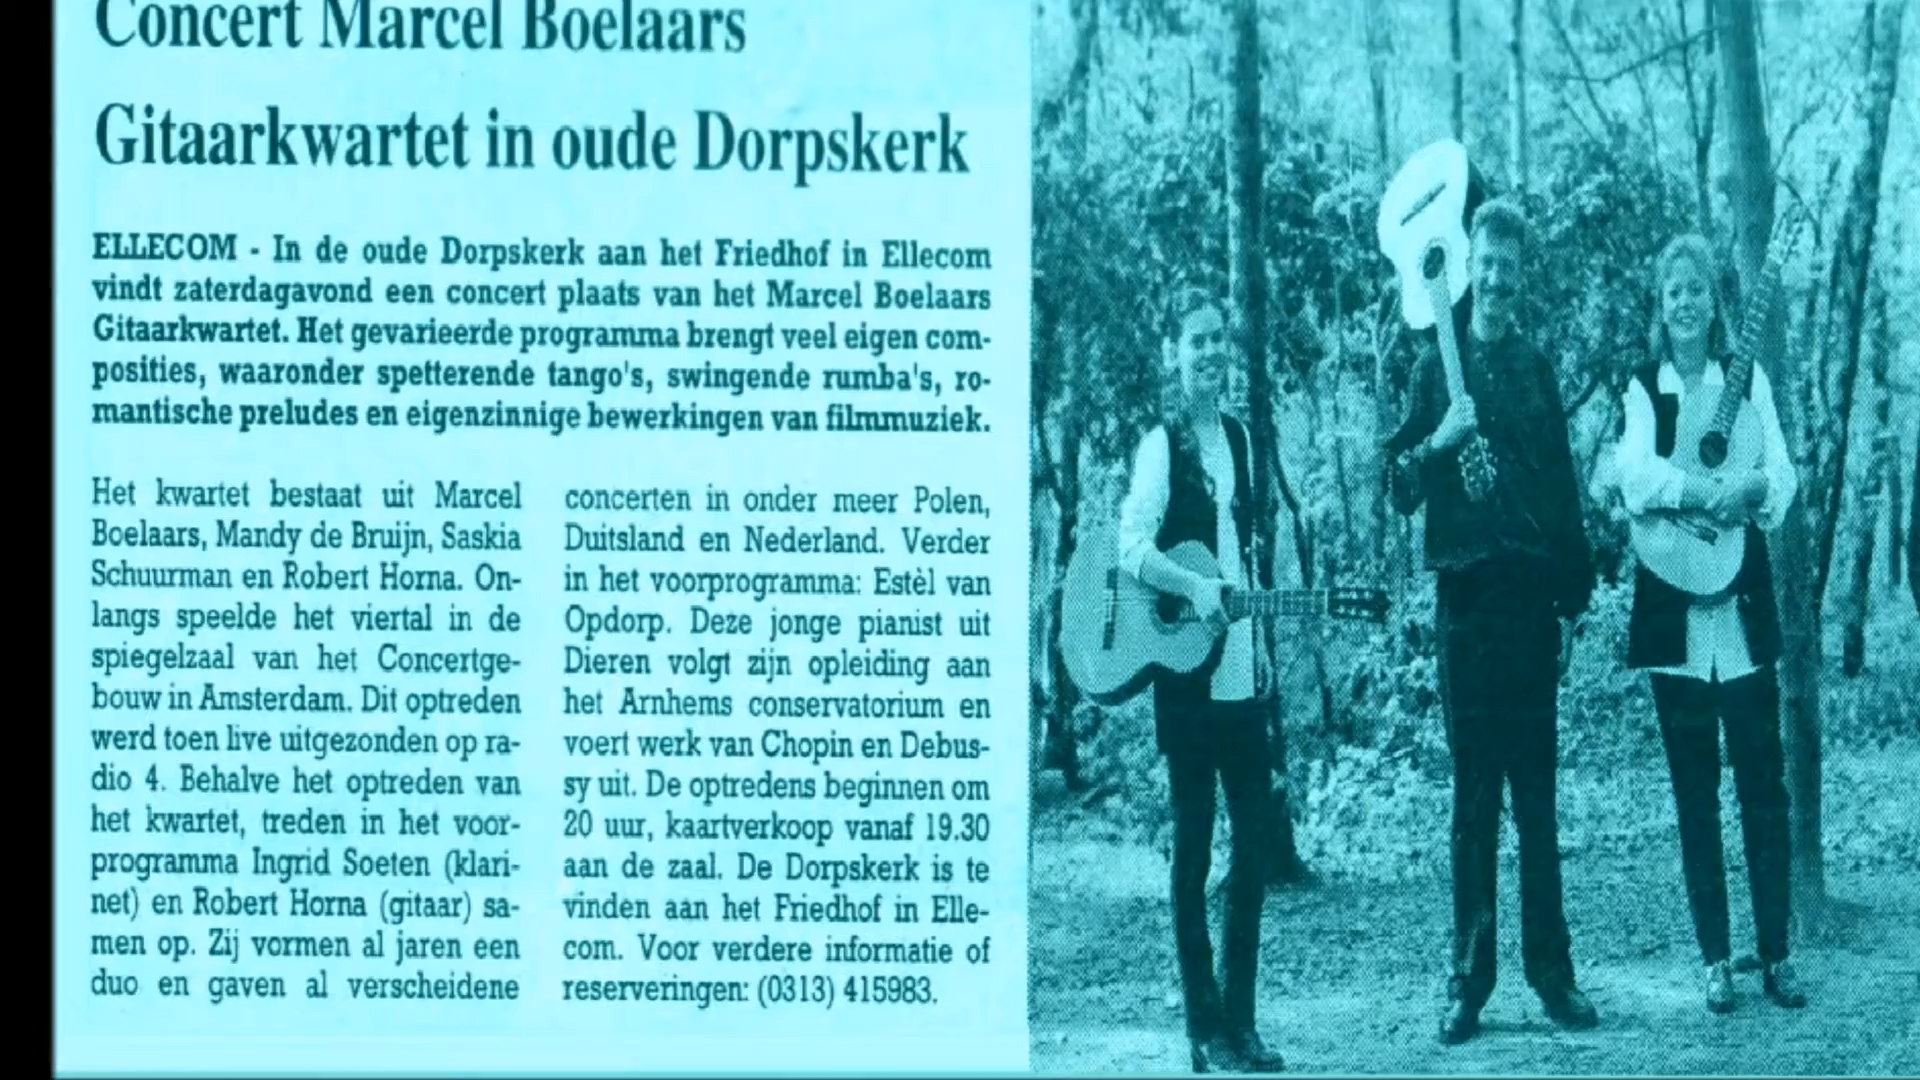 Concert Marcel Boelaars
Gitaarkwartet in oude Dorpskerk
ELLECOM - In de oude Dorpskerk aan het Friedhof in Ellecom
vindt zaterdagavond een concert plaats van het Marcel Boelaars
Gitaarkwartet. Het gevarieerde programma brengt veel eigen com-
posities, waaronder spetterende tango's, swingende rumba's, ro-
mantische preludes en eigenzinnige bewerkingen van filmmuziek.
Het kwartet bestaat uit Marcel
Boelaars, Mandy de Bruijn, Saskia
Schuurman en Robert Horna. On-
langs speelde het viertal in de
spiegelzaal van het Concertge-
bouw in Amsterdam. Dit optreden
werd toen live uitgezonden op ra-
dio 4. Behalve het optreden van
het kwartet, treden in het voor-
programma Ingrid Soeten (klari-
net) en Robert Horna (gitaar) sa-
men op. Zij vormen al jaren een
duo en gaven al verscheidene
concerten in onder meer Polen,
Duitsland en Nederland. Verder
in het voorprogramma: Estèl van
Opdorp. Deze jonge pianist uit
Dieren volgt zijn opleiding aan
het Arnhems conservatorium en
voert werk van Chopin en Debus-
sy uit. De optredens beginnen om
20 uur, kaartverkoop vanaf 19.30
aan de zaal. De Dorpskerk is te
vinden aan het Friedhof in Elle-
com. Voor verdere informatie of
reserveringen: (0313) 415983.